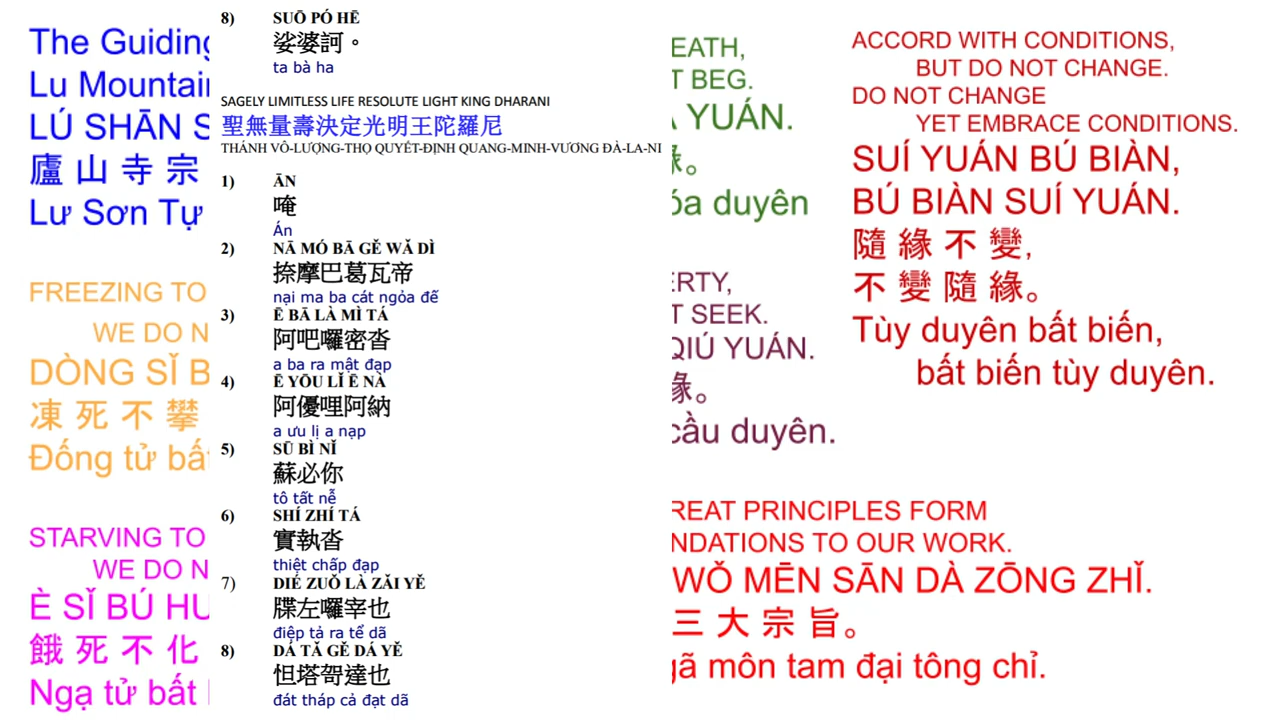 The Guiding
Lu Mountain
LÚ SHĀN S
廬 山 寺 宗
Lư Sơn Tự
FREEZING TO
WE DO N
DÒNG SǏ B
凍 死 不 攀
Đống tử bất
STARVING TO
WE DO N
È SǏ BÚ HU
餓 死 不 化
Ngạ tử bất
8) SUŌ PÓ HĒ
娑婆訶。
ta bà ha
SAGELY LIMITLESS LIFE RESOLUTE LIGHT KING DHARANI
聖無量壽決定光明王陀羅尼
THÁNH VÔ-LƯỢNG-THỌ QUYẾT-ĐỊNH QUANG-MINH-VƯƠNG ĐÀ-LA-NI
1) ĀN
唵
Án
2) NĀ MÓ BĀ GĚ WǍ DÌ
捺摩巴葛瓦帝
nại ma ba cát ngỏa đế
3) Ē BĀ LÀ MÌ TÁ
阿吧囉密沓
a ba ra mật đạp
4) Ē YŌU LǏ Ē NÀ
阿優哩阿納
a ưu lị a nạp
5) SŪ BÌ NǏ
蘇必你
tô tất nễ
6) SHÍ ZHÍ TÁ
實執沓
thiệt chấp đạp
7) DIÉ ZUǑ LÀ ZǍI YĚ
牒左囉宰也
điệp tả ra tể dã
8) DÁ TǍ GĚ DÁ YĚ
怛塔哿達也
đát tháp cả đạt dã
EATH,
T BEG.
YUÁN.
緣。
óa duyên
ERTY,
T SEEK.
QIÚ YUÁN.
緣。
cầu duyên.
ACCORD WITH CONDITIONS,
BUT DO NOT CHANGE.
DO NOT CHANGE
YET EMBRACE CONDITIONS.
SUÍ YUÁN BÚ BIÀN,
BÚ BIÀN SUÍ YUÁN.
隨 緣 不 變,
不 變 隨 緣。
Tùy duyên bất biến,
bất biến tùy duyên.
REAT PRINCIPLES FORM
NDATIONS TO OUR WORK.
WǑ MĒN SĀN DÀ ZŌNG ZHǏ.
三 大 宗 旨。
gã môn tam đại tông chỉ.